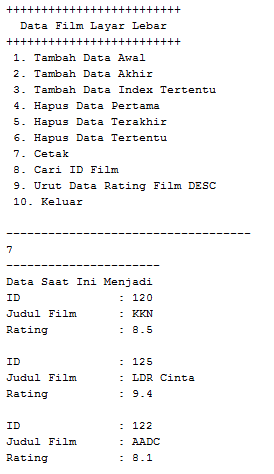 +++++++++++++++++++++++++
Data Film Layar Lebar
+++++++++++++++++++++++++
1. Tambah Data Awal
2. Tambah Data Akhir
3. Tambah Data Index Tertentu
4. Hapus Data Pertama
5. Hapus Data Terakhir
6. Hapus Data Tertentu
7. Cetak
8. Cari ID Film
9. Urut Data Rating Film DESC
10. Keluar
-----------------------------------
7
----------------------
Data Saat Ini Menjadi
ID : 120
Judul Film : KKN
Rating : 8.5
ID : 125
Judul Film : LDR Cinta
Rating : 9.4
ID : 122
Judul Film : AADC
Rating : 8.1